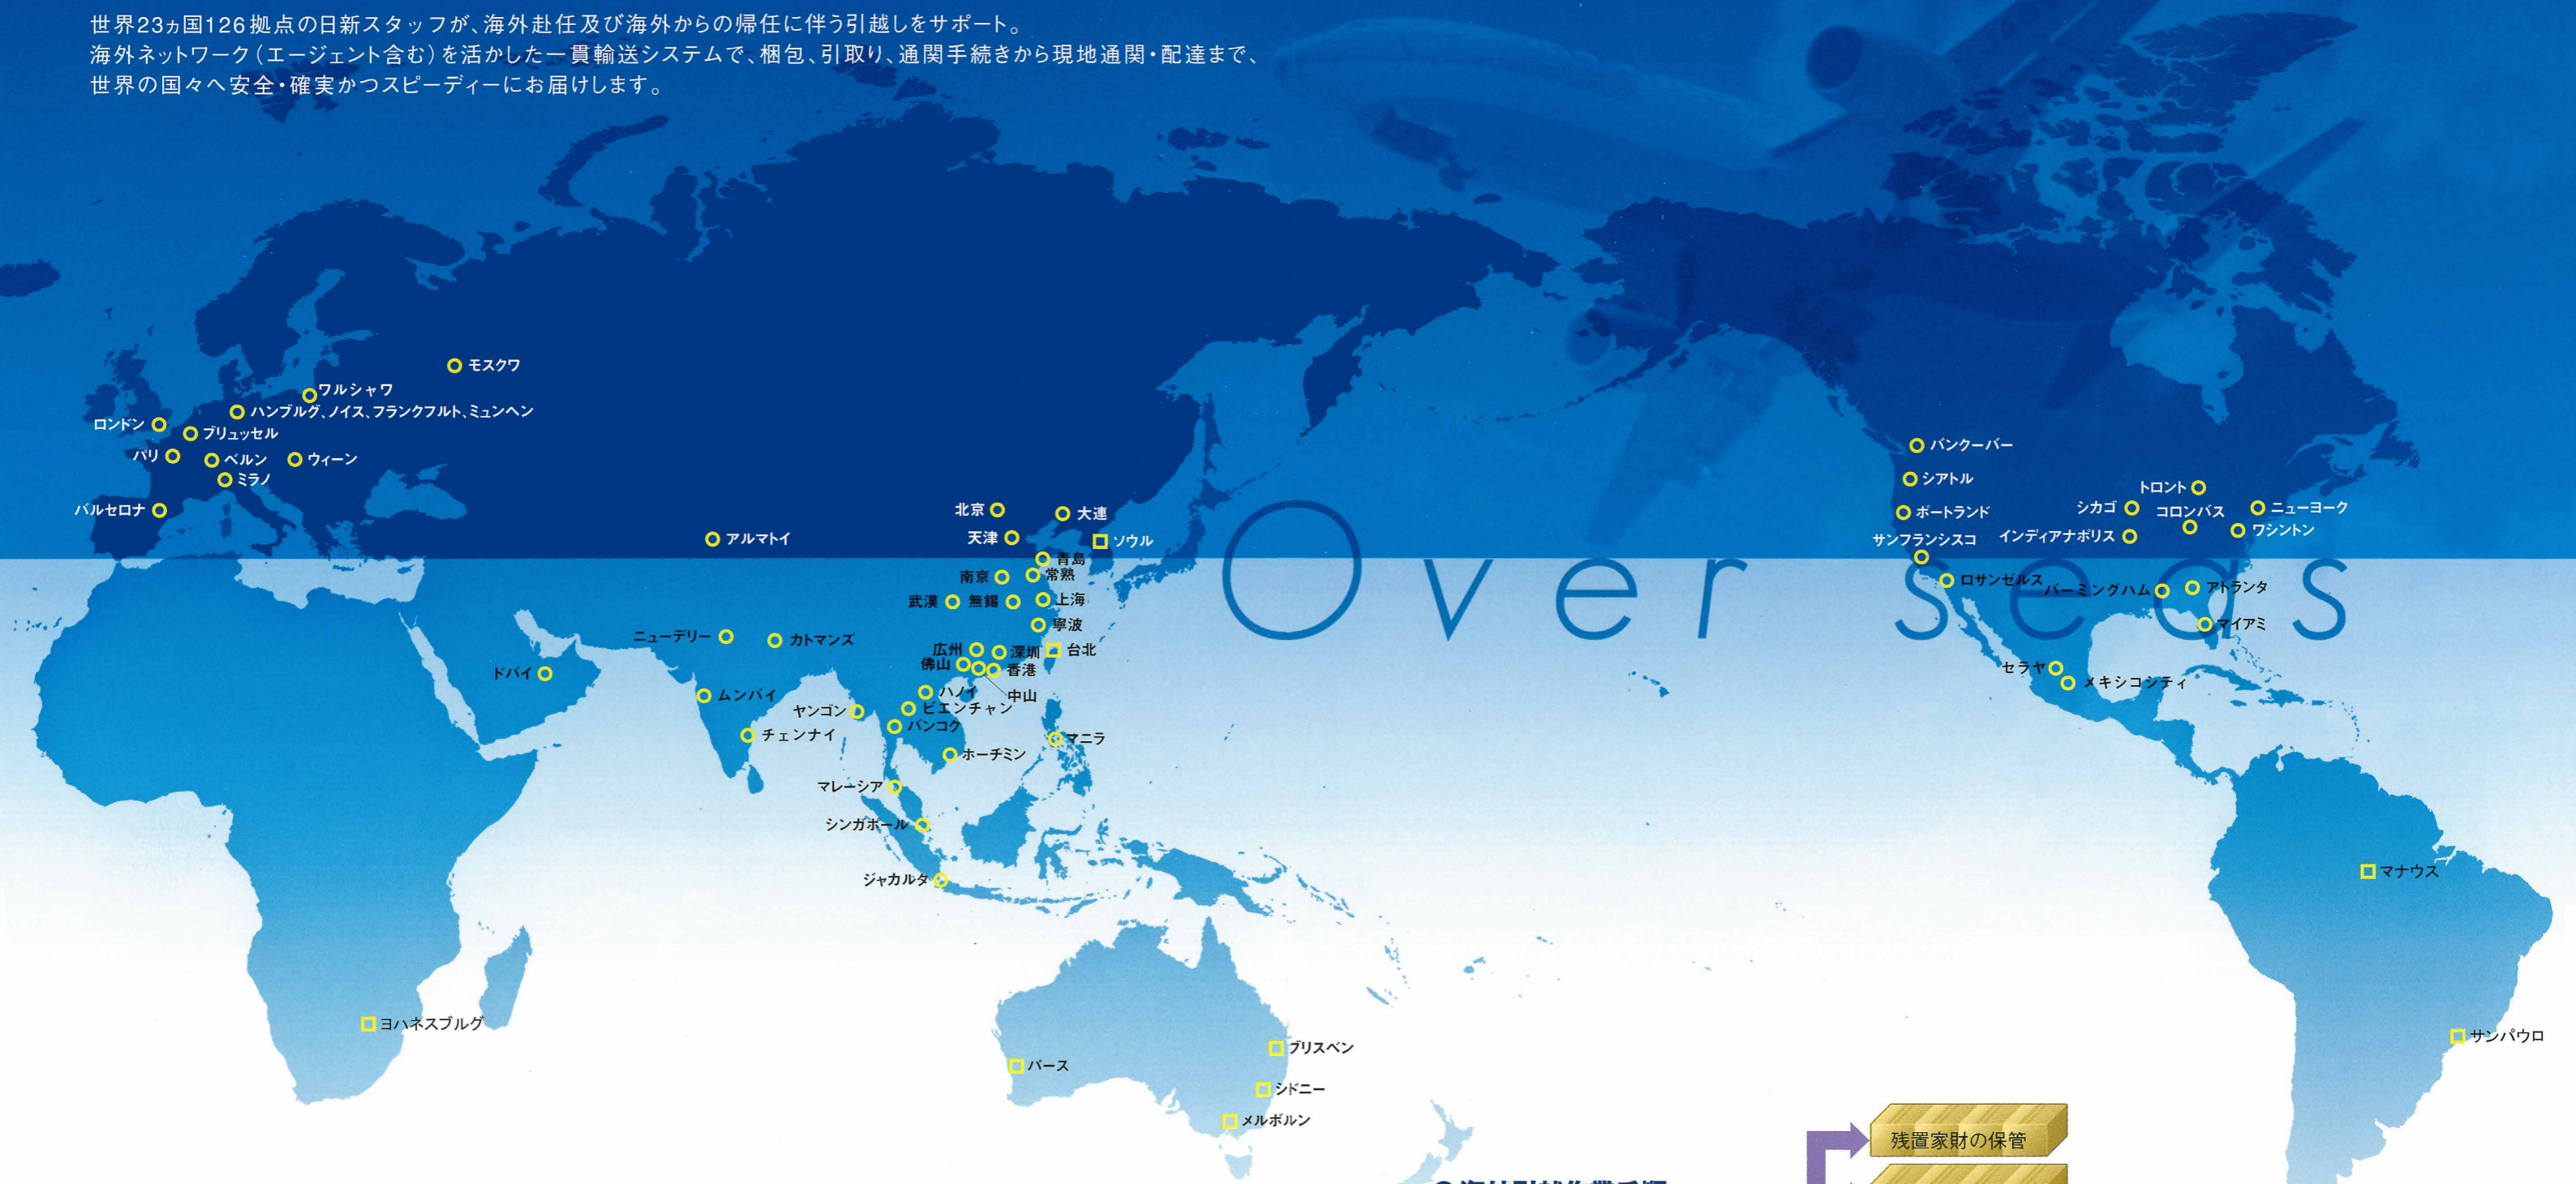 世界23ヵ国126拠点の日新スタッフが、海外赴任及び海外からの帰任に伴う引越しをサポート。
海外ネットワーク（エージェント含む）を活かした一貫輸送システムで、梱包、引取り、通関手続きから現地通関・配達まで、
世界の国々へ安全・確実かつスピーディーにお届けします。
モスクワ
ワルシャワ
ハンブルグ、ノイス、フランクフルト、ミュンヘン
ロンドン
ブリュッセル
パリ
ベルン
ウィーン
ミラノ
バルセロナ
アルマトイ
北京
大連
天津
ソウル
青島
南京
常熟
武漢
無錫
上海
寧波
広州
深圳
台北
佛山
香港
中山
ニューデリー
カトマンズ
ドバイ
ムンバイ
ハノイ
ヤンゴン
ビエンチャン
バンコク
チェンナイ
マニラ
ホーチミン
マレーシア
シンガポール
ジャカルタ
Over seas
バンクーバー
シアトル
トロント
ポートランド
シカゴ
コロンバス
ニューヨーク
サンフランシスコ
インディアナポリス
ワシントン
ロサンゼルス
バーミングハム
アトランタ
マイアミ
セラヤ
メキシコシティ
マナウス
サンパウロ
ヨハネスブルグ
パース
ブリスベン
シドニー
メルボルン
残置家財の保管